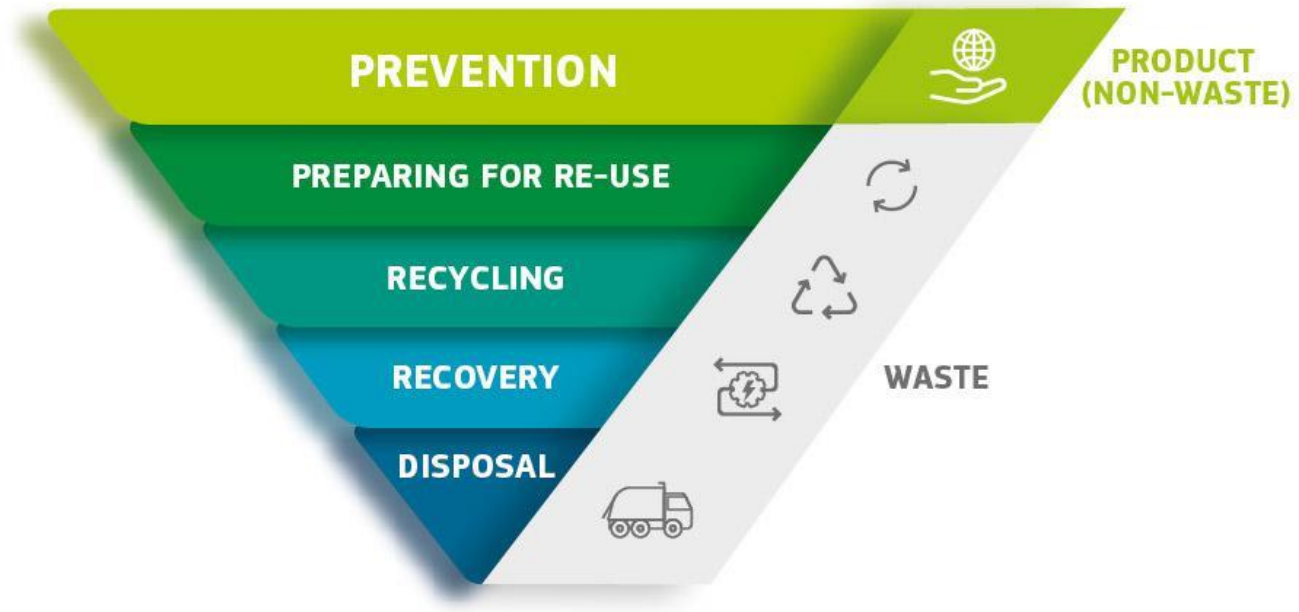 PREVENTION
PRODUCT
(NON-WASTE)
PREPARING FOR RE-USE
RECYCLING
RECOVERY
WASTE
DISPOSAL